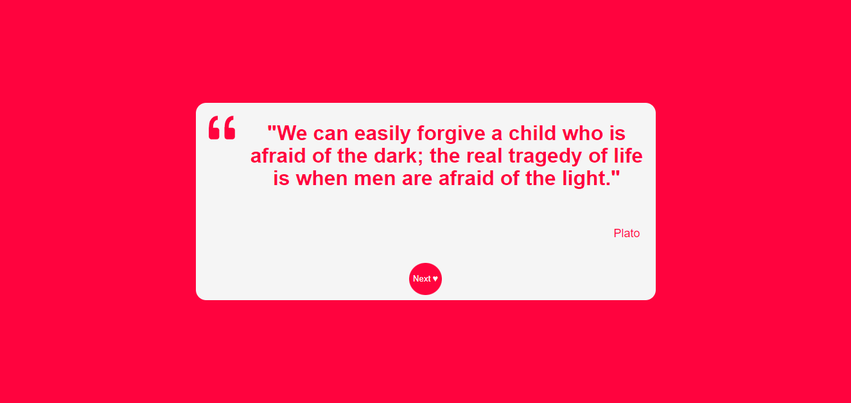 "We can easily forgive a child who is
afraid of the dark; the real tragedy of life
is when men are afraid of the light."
Plato
Next ♥